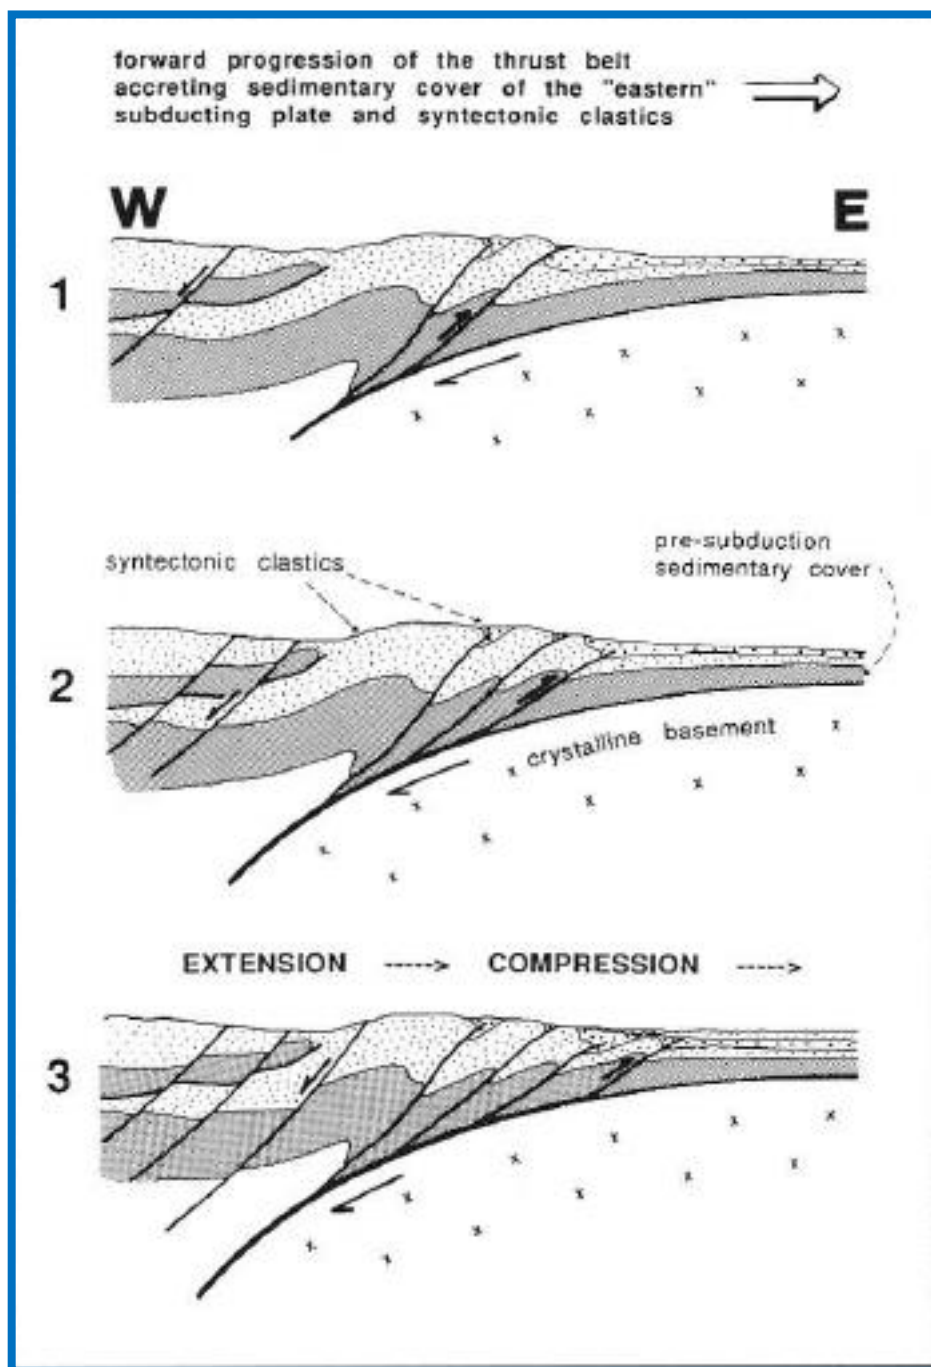 forward progression of the thrust belt
accreting sedimentary cover of the "eastern"
subducting plate and syntectonic clastics
W
E
1
syntectonic clastics
pre-subduction
sedimentary cover
2
crystalline basement
EXTENSION
COMPRESSION
3